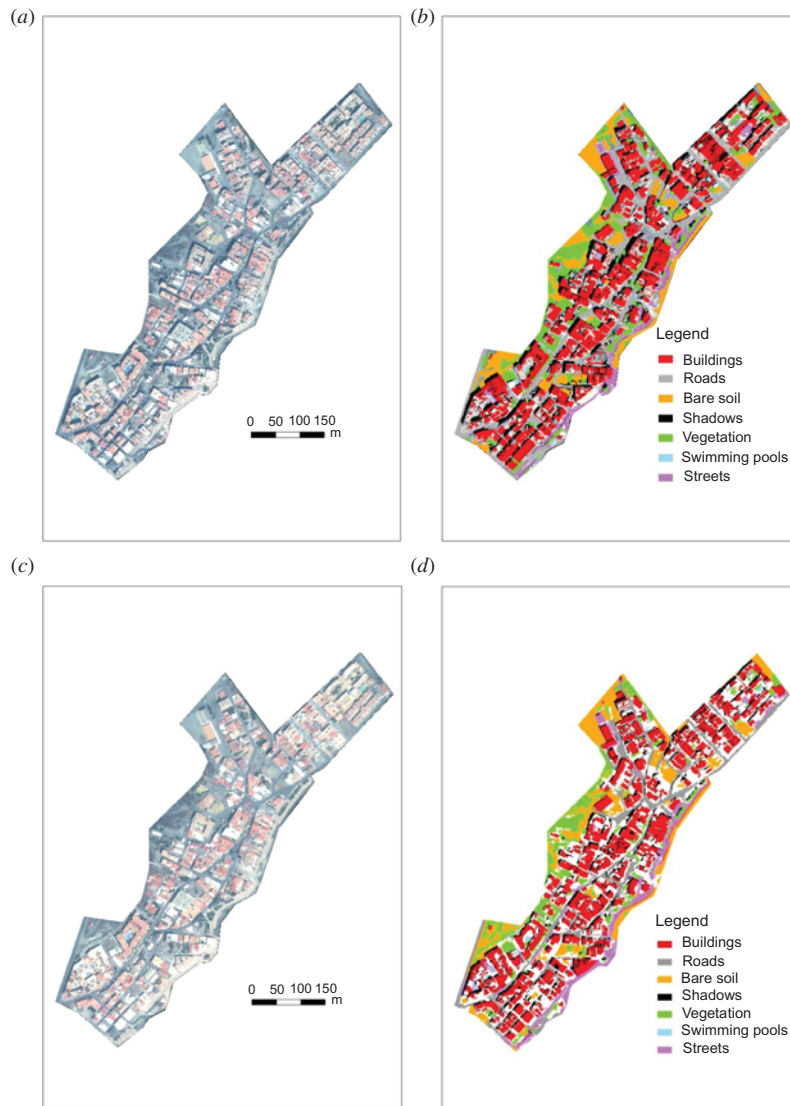 (a)
(b)
Legend
Buildings
Roads
Bare soil
Shadows
Vegetation
Swimming pools
Streets
0 50 100 150
m
(c)
(d)
Legend
Buildings
Roads
Bare soil
Shadows
Vegetation
Swimming pools
Streets
0 50 100 150
m